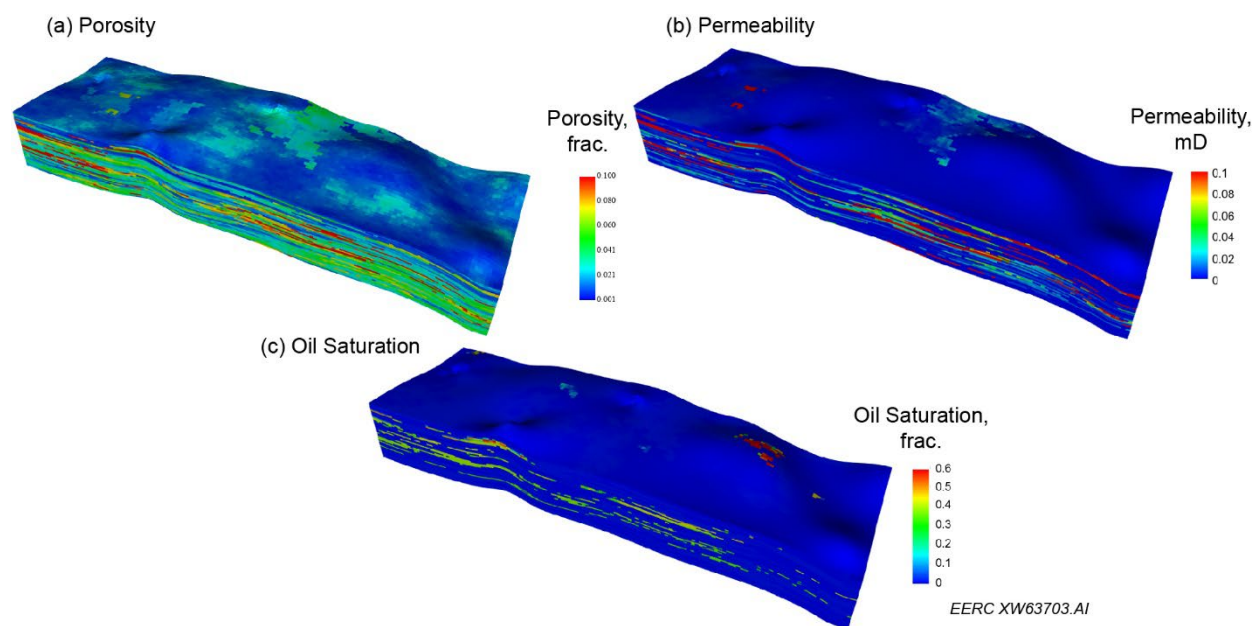 (a) Porosity
Porosity,
frac.
0.100
0.080
0.060
0.041
0.021
0.001
(b) Permeability
Permeability,
mD
0.1
0.08
0.06
0.04
0.02
0
(c) Oil Saturation
Oil Saturation,
frac.
0.6
0.5
0.4
0.3
0.2
0.1
0
EERC XW63703.AI